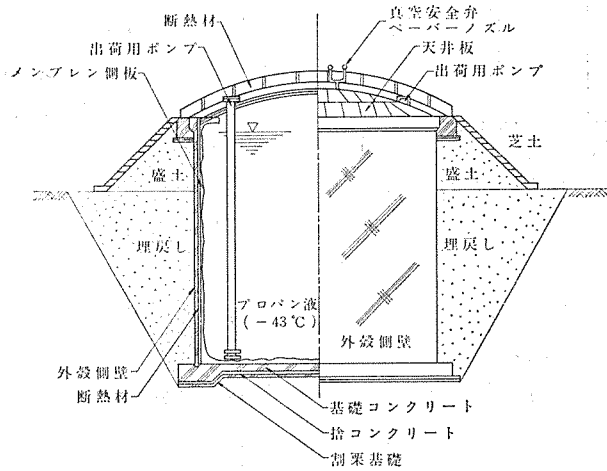 真空安全弁
ベーパーノズル
断熱材
天井板
出荷用ポンプ
出荷用ポンプ
メンブレン側板
芝土
盛土
盛土
埋戻し
埋戻し
プロパン液
(-43℃)
外殻側壁
外殻側壁
断熱材
基礎コンクリート
捨コンクリート
割栗基礎